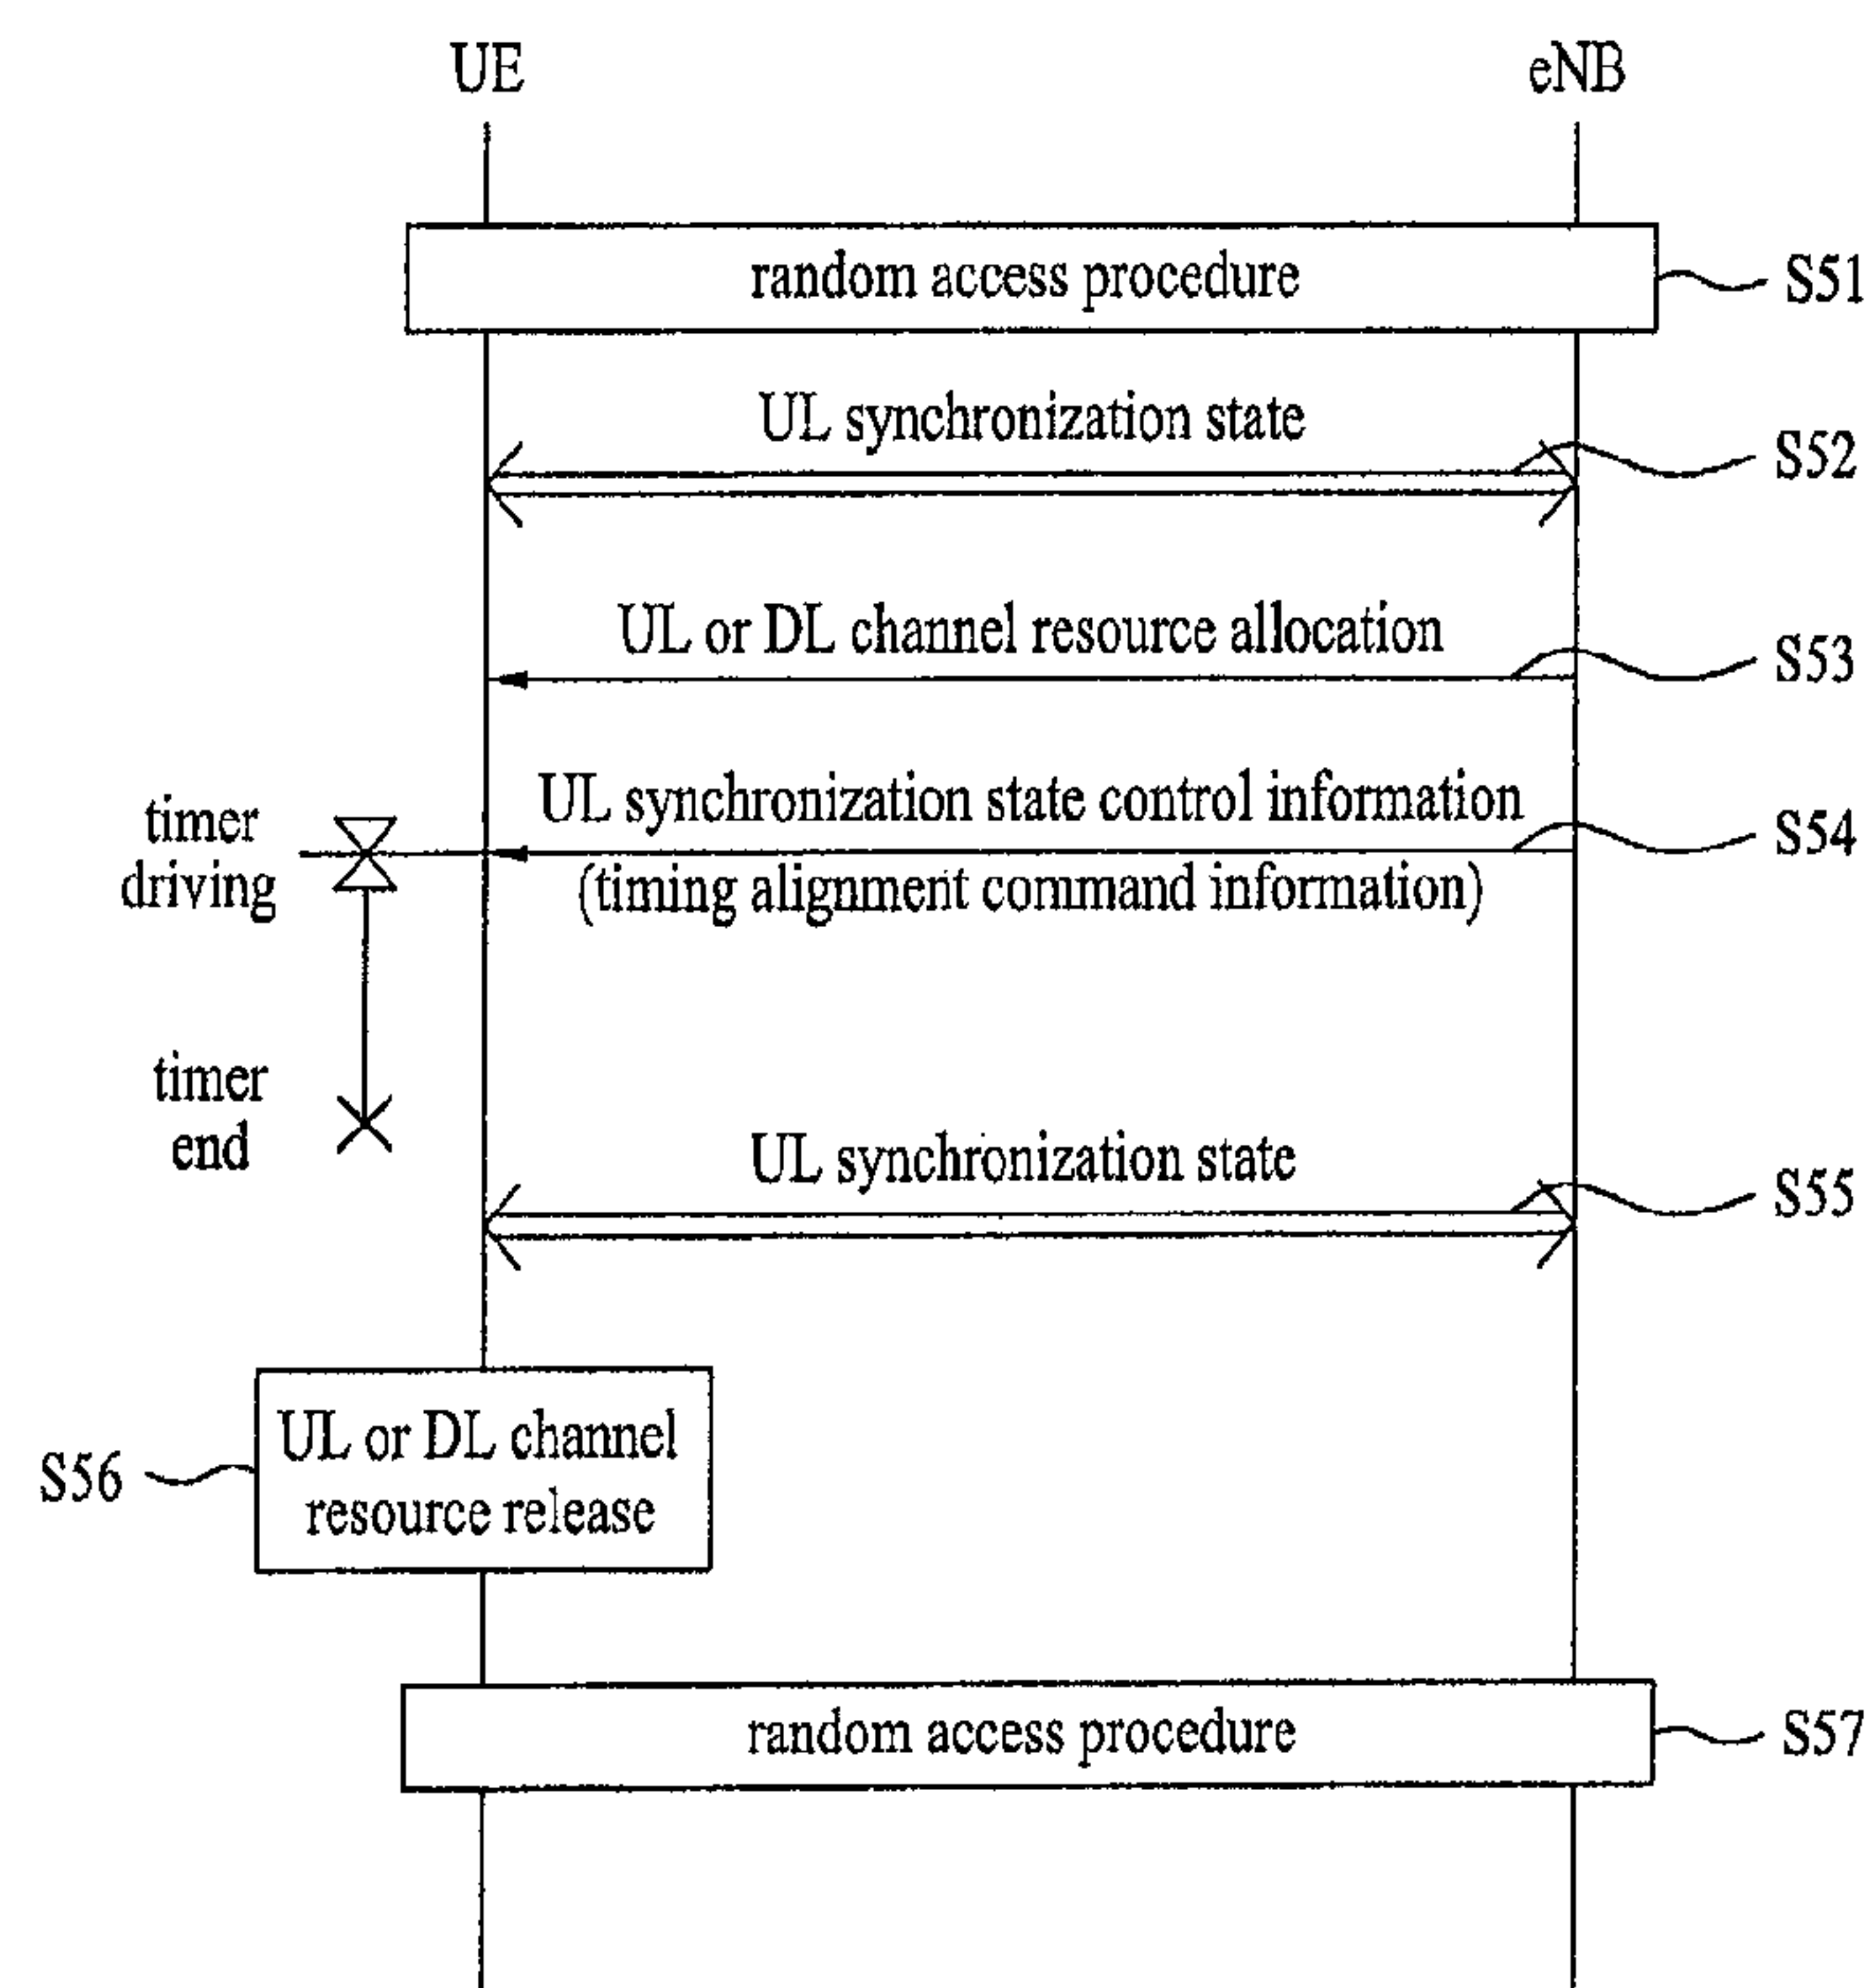 UE
eNB
random access procedure
S51
UL synchronization state
S52
UL or DL channel resource allocation
S53
timer
driving
UL synchronization state control information
(timing alignment command information)
S54
timer
end
UL synchronization state
S55
UL or DL channel
resource release
S56
random access procedure
S57